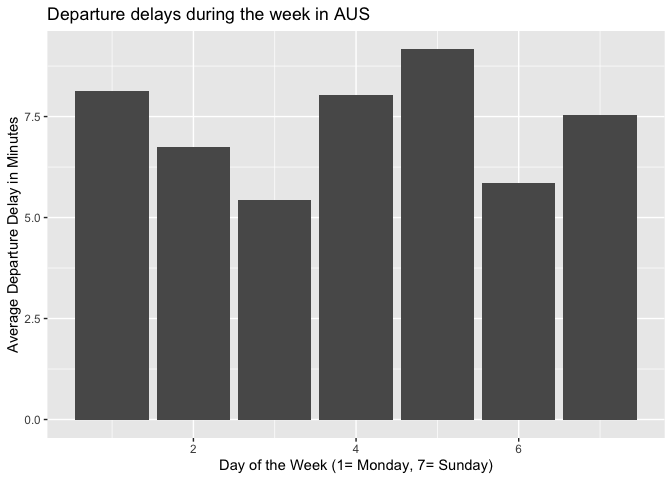 Departure delays during the week in AUS
Average Departure Delay in Minutes
7.5
5.0
2.5
0.0
2
4
6
Day of the Week (1= Monday, 7= Sunday)